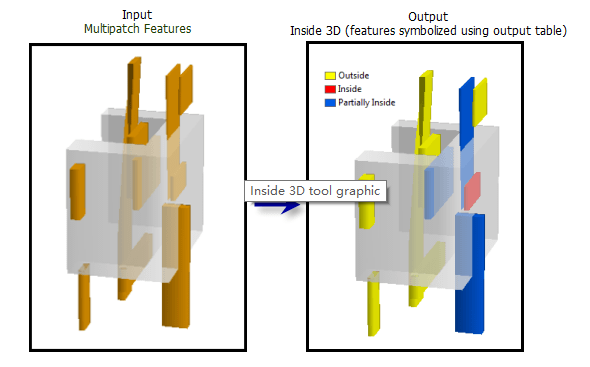 Input
Multipatch Features
Output
Inside 3D (features symbolized using output table)
Outside
Inside
Partially Inside
Inside 3D tool graphic